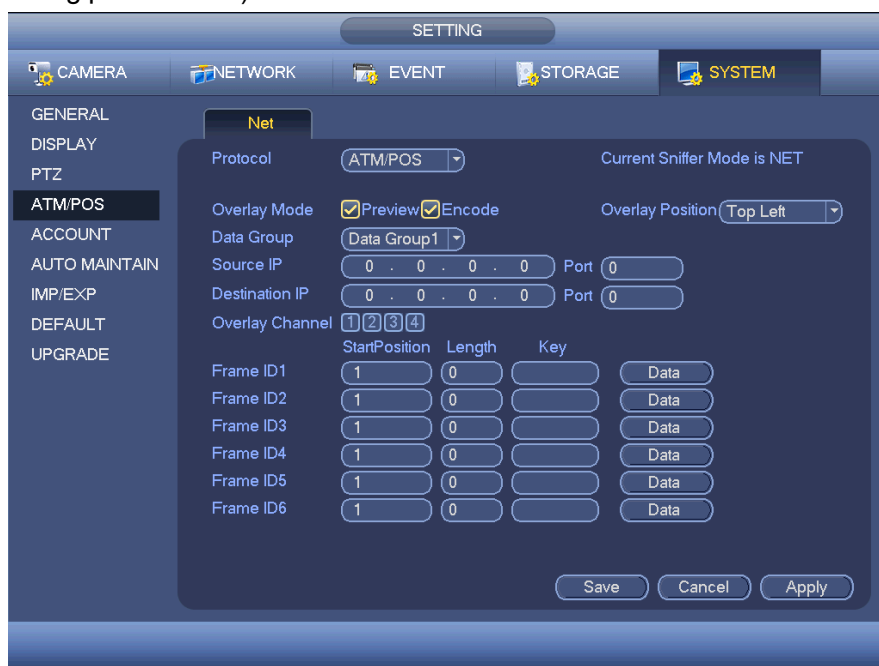 SETTING
CAMERA NETWORK EVENT STORAGE SYSTEM
GENERAL
DISPLAY
PTZ
ATM/POS
ACCOUNT
AUTO MAINTAIN
IMP/EXP
DEFAULT
UPGRADE
Net
Protocol ATM/POS Current Sniffer Mode is NET
Overlay Mode Preview Encode Overlay Position Top Left
Data Group Data Group1
Source IP 0 . 0 . 0 . 0 Port 0
Destination IP 0 . 0 . 0 . 0 Port 0
Overlay Channel 1 2 3 4
StartPosition Length Key
Frame ID1 1 0 Data
Frame ID2 1 0 Data
Frame ID3 1 0 Data
Frame ID4 1 0 Data
Frame ID5 1 0 Data
Frame ID6 1 0 Data
Save Cancel Apply